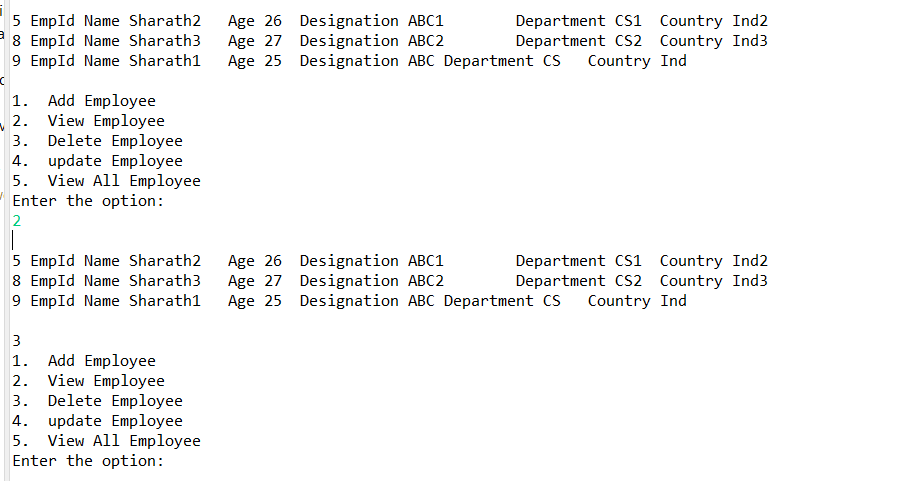 5 EmpId Name Sharath2   Age 26  Designation ABC1        Department CS1  Country Ind2
8 EmpId Name Sharath3   Age 27  Designation ABC2        Department CS2  Country Ind3
9 EmpId Name Sharath1   Age 25  Designation ABC Department CS   Country Ind
1.  Add Employee
2.  View Employee
3.  Delete Employee
4.  update Employee
5.  View All Employee
Enter the option:
2
5 EmpId Name Sharath2   Age 26  Designation ABC1        Department CS1  Country Ind2
8 EmpId Name Sharath3   Age 27  Designation ABC2        Department CS2  Country Ind3
9 EmpId Name Sharath1   Age 25  Designation ABC Department CS   Country Ind
3
1.  Add Employee
2.  View Employee
3.  Delete Employee
4.  update Employee
5.  View All Employee
Enter the option: